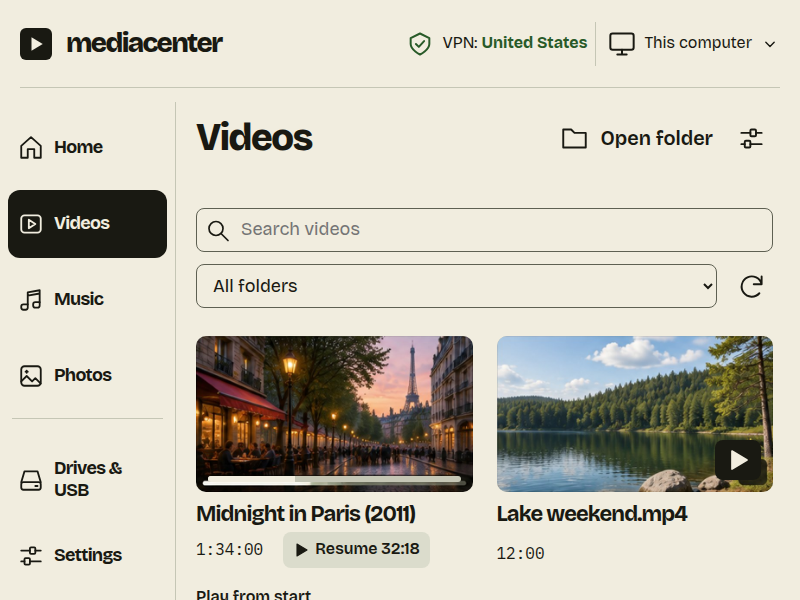 mediacenter
VPN: United States
This computer
Home
Videos
Music
Photos
Drives &
USB
Settings
Videos
Open folder
Search videos
All folders
Midnight in Paris (2011)
1:34:00
Resume 32:18
Play from start
Lake weekend.mp4
12:00